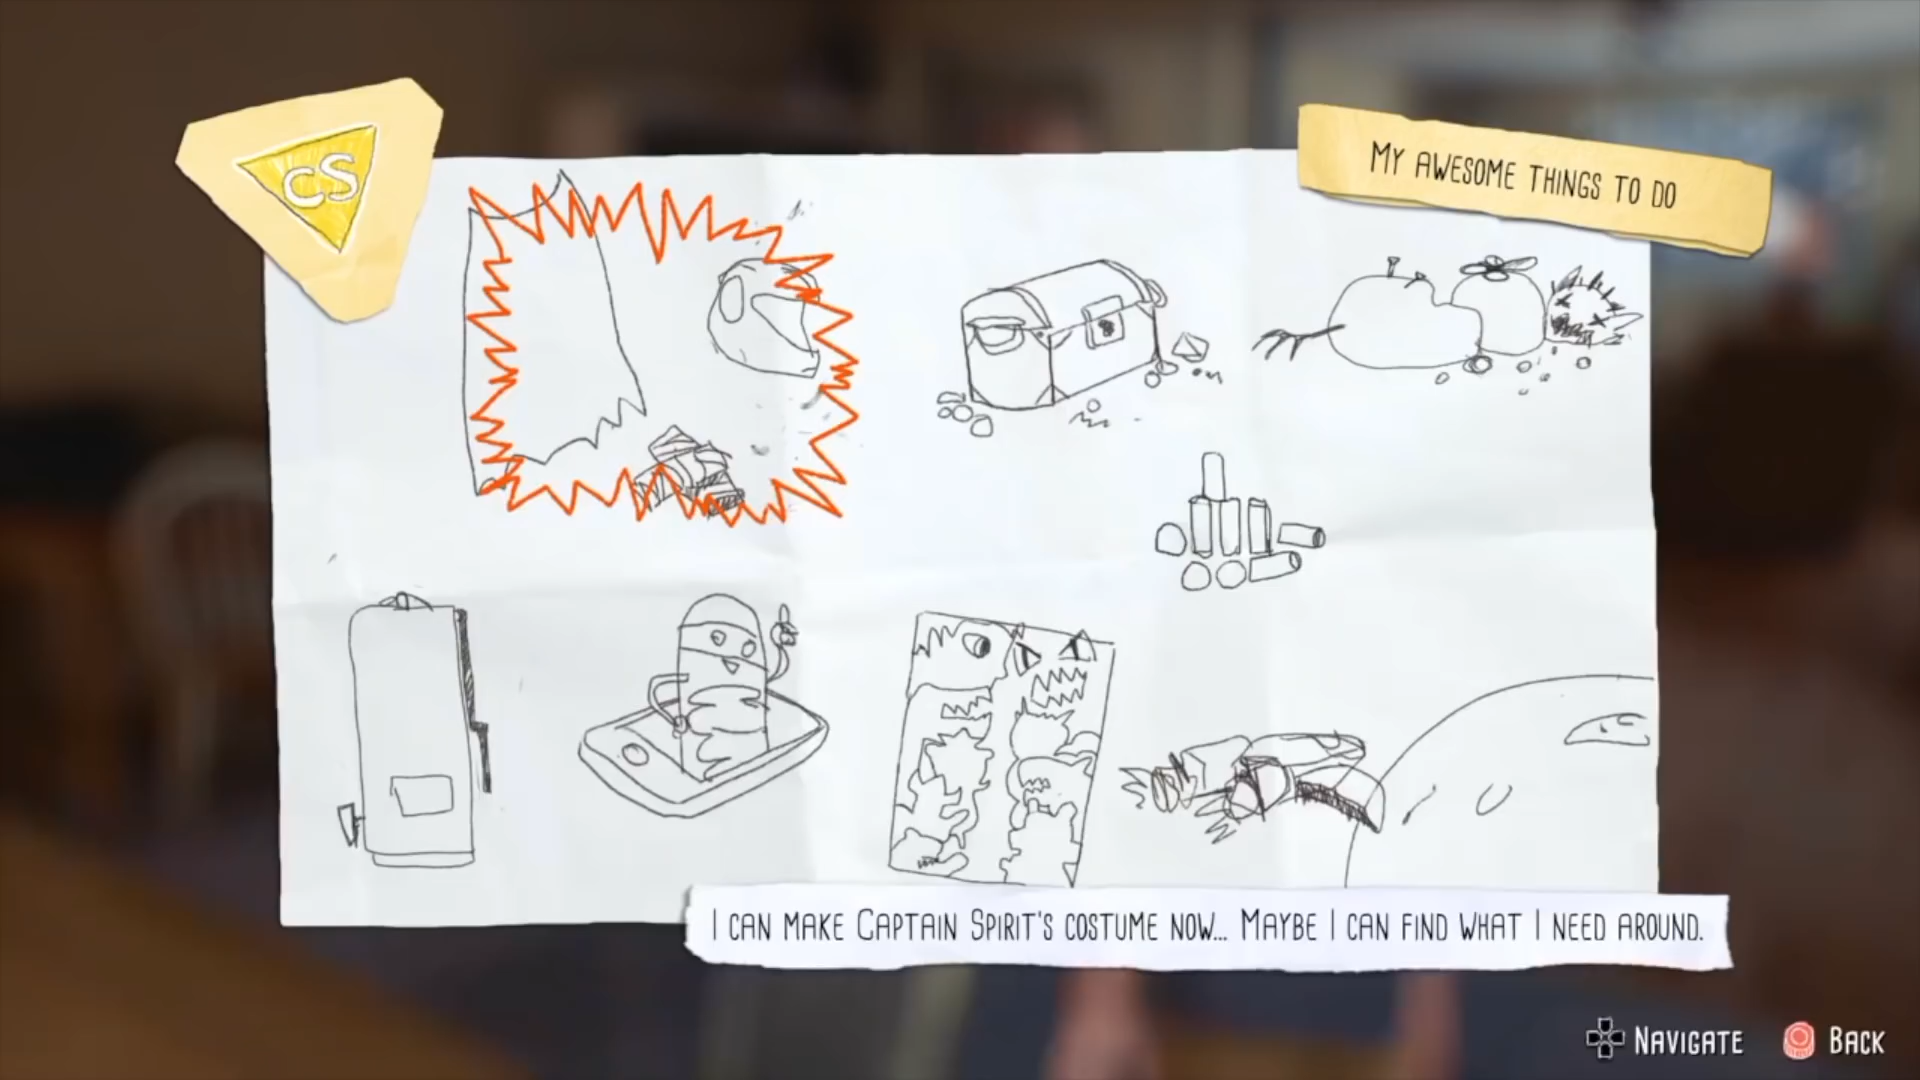 CS
MY AWESOME THINGS TO DO
I CAN MAKE CAPTAIN SPIRIT'S COSTUME NOW... MAYBE I CAN FIND WHAT I NEED AROUND.
NAVIGATE
BACK